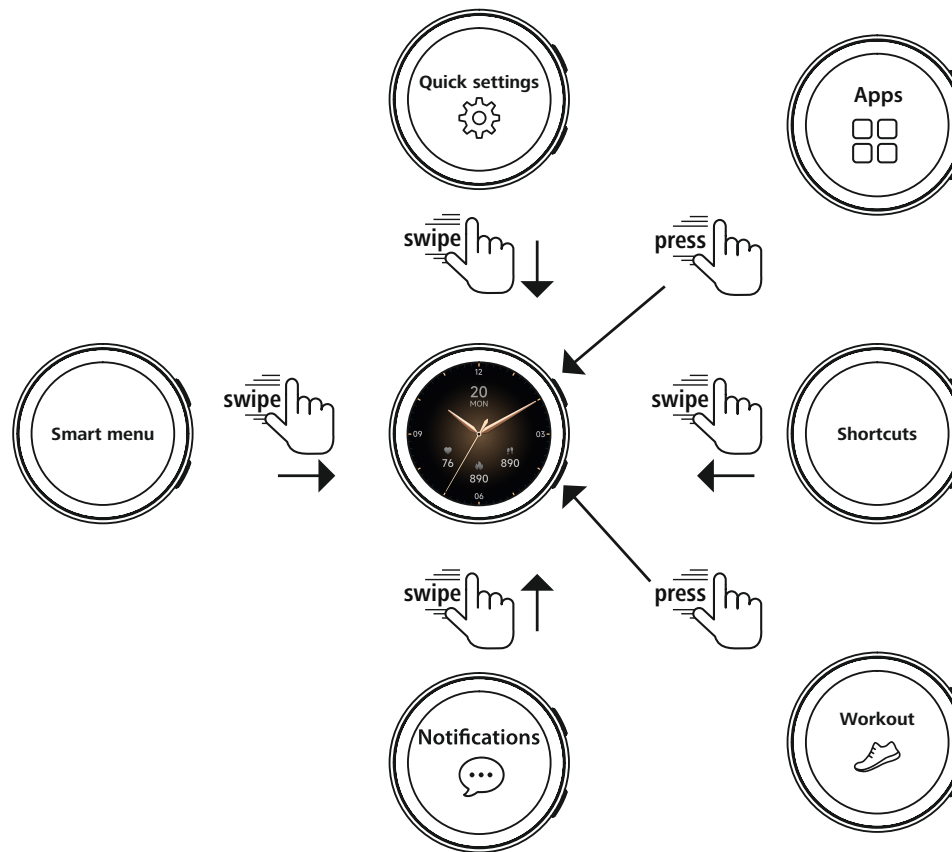 Quick settings
Apps
swipe
press
Smart menu
swipe
12
20
MON
09
03
76
890
890
06
swipe
Shortcuts
swipe
press
Notifications
Workout